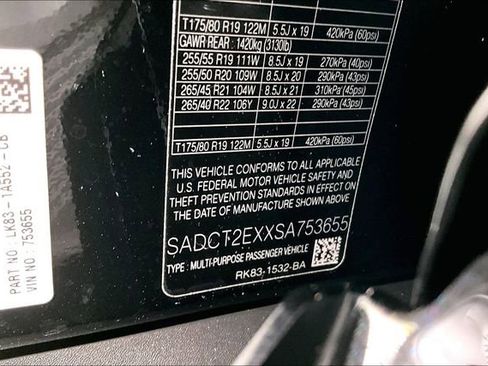 T175/80 R19 122M 5.5J x 19 420kPa (60psi)
GAWR REAR : 1420kg (3130lb)
255/55 R19 111W 8.5J x 19 270kPa (40psi)
255/50 R20 109W 8.5J x 20 290kPa (43psi)
265/45 R21 104W 8.5J x 21 310kPa (45psi)
265/40 R22 106Y 9.0J x 22 290kPa (43psi)
T175/80 R19 122M 5.5J x 19 420kPa (60psi)
THIS VEHICLE CONFORMS TO ALL APPLICABLE
U.S. FEDERAL MOTOR VEHICLE SAFETY AND
THEFT PREVENTION STANDARDS IN EFFECT ON
THE DATE OF MANUFACTURE SHOWN ABOVE.
SADCT2EXXSA753655
TYPE : MULTI-PURPOSE PASSENGER VEHICLE
RK83-1532-BA
PART NO : LK83-1A552-CB
VIN NO : 753655